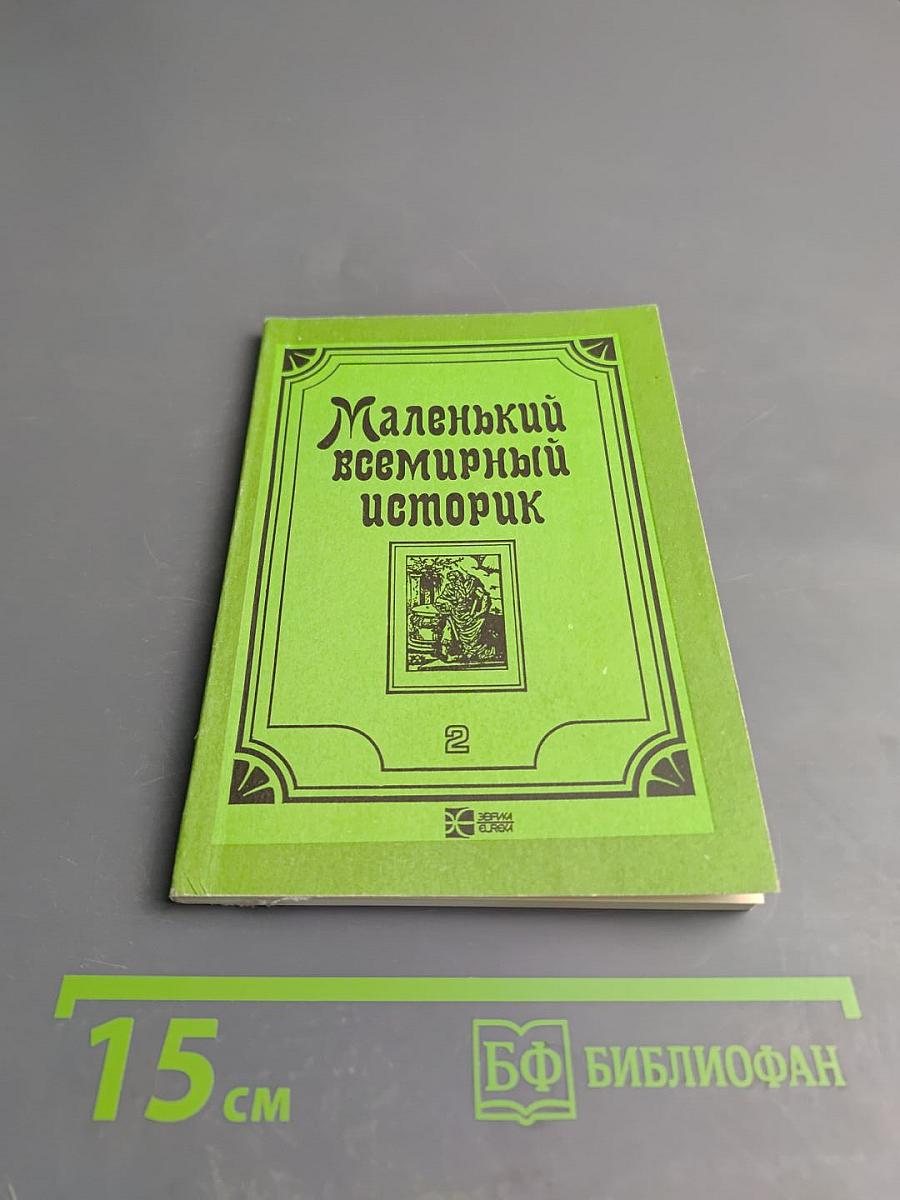 Маленький
всемирный
историк
2
ЭВРИКА
EUREKA
15 см
БФ БИБЛИОФАН